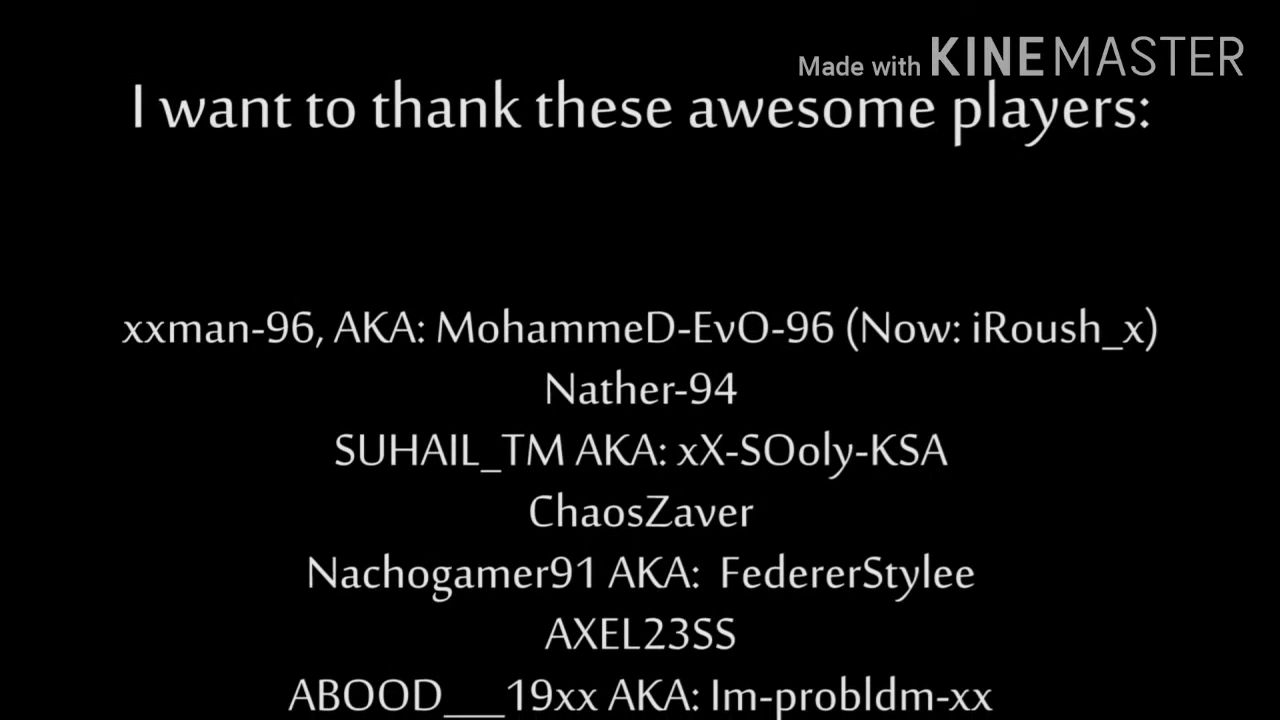 Made with KINEMASTER
I want to thank these awesome players:
xxman-96, AKA: MohammeD-EvO-96 (Now: iRoush_x)
Nather-94
SUHAIL_TM AKA: xX-SOoly-KSA
ChaosZaver
Nachogamer91 AKA:  FedererStylee
AXEL23SS
ABOOD___19xx AKA: Im-probldm-xx